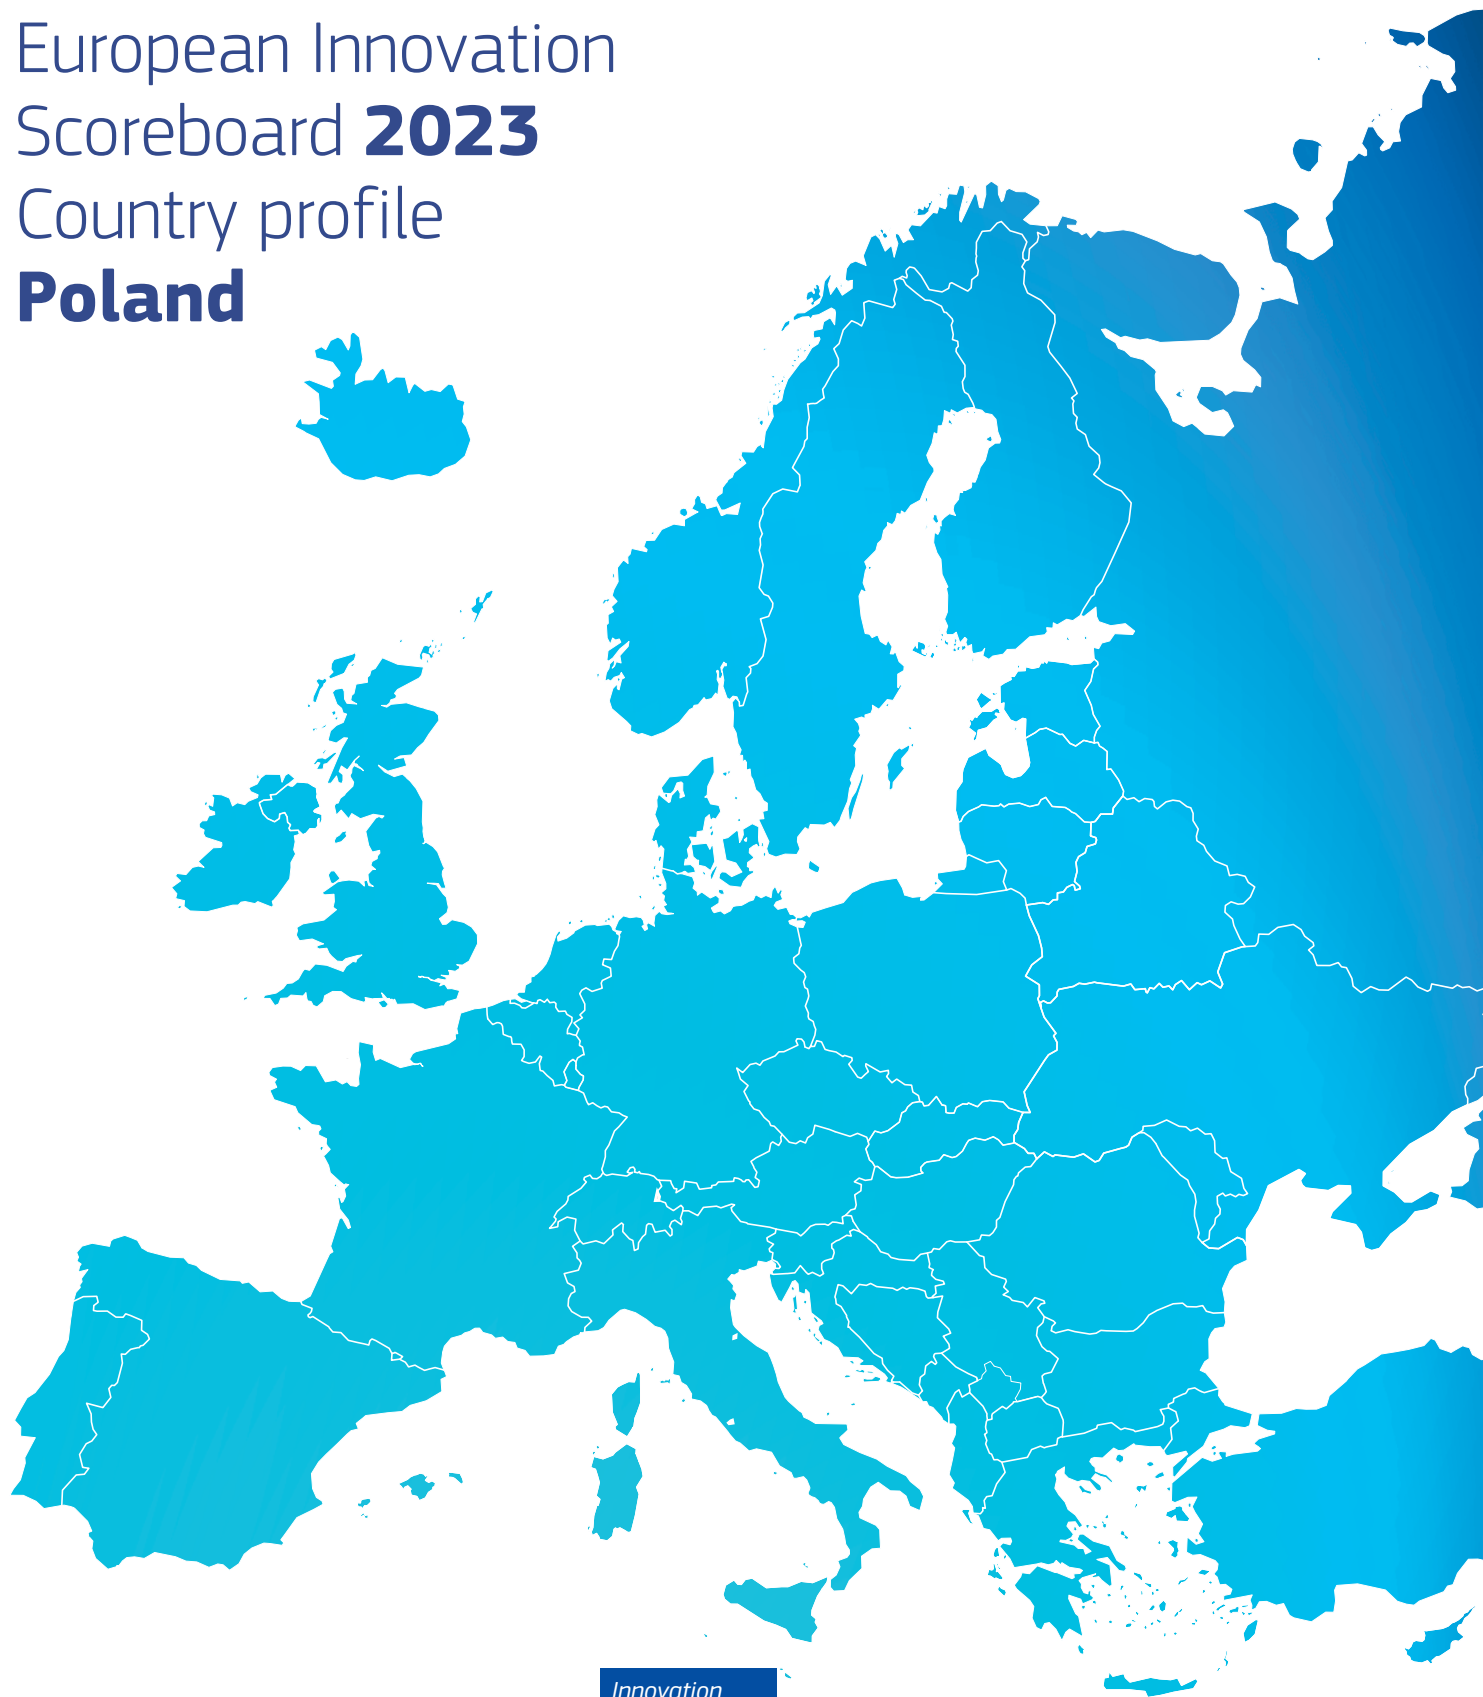 European Innovation
Scoreboard 2023
Country profile
Poland
Innovation